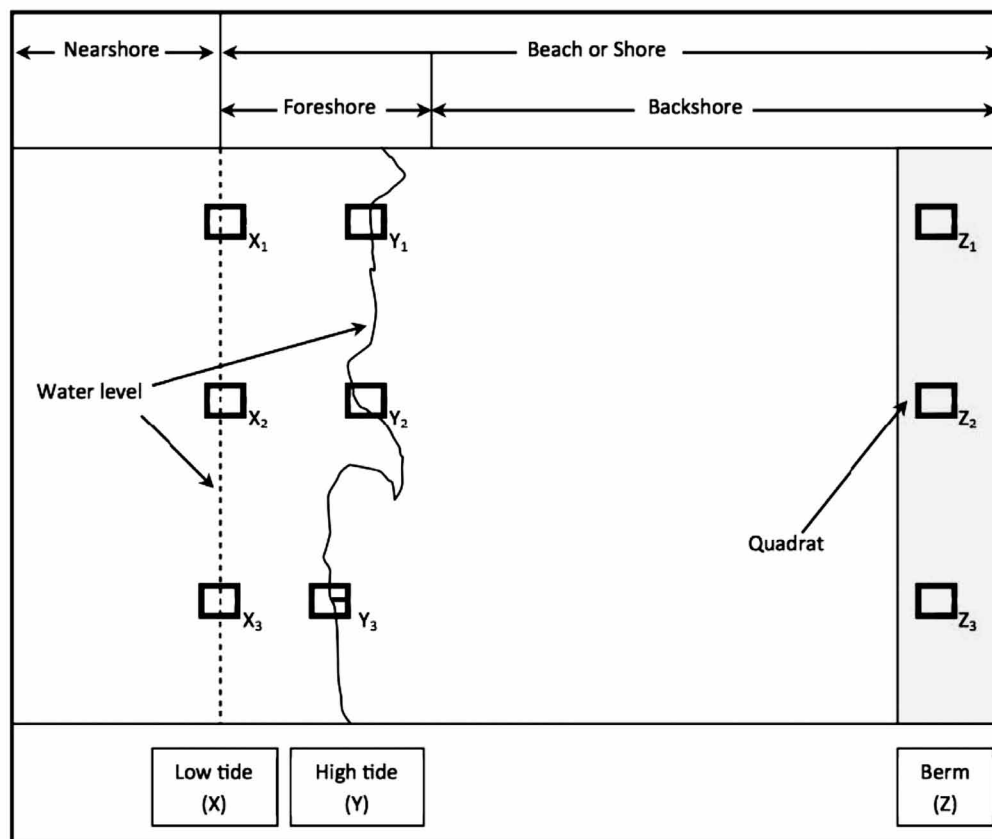 Nearshore
Beach or Shore
Foreshore
Backshore
X₁
Y₁
Z₁
Water level
X₂
Y₂
Z₂
Quadrat
X₃
Y₃
Z₃
Low tide
(X)
High tide
(Y)
Berm
(Z)